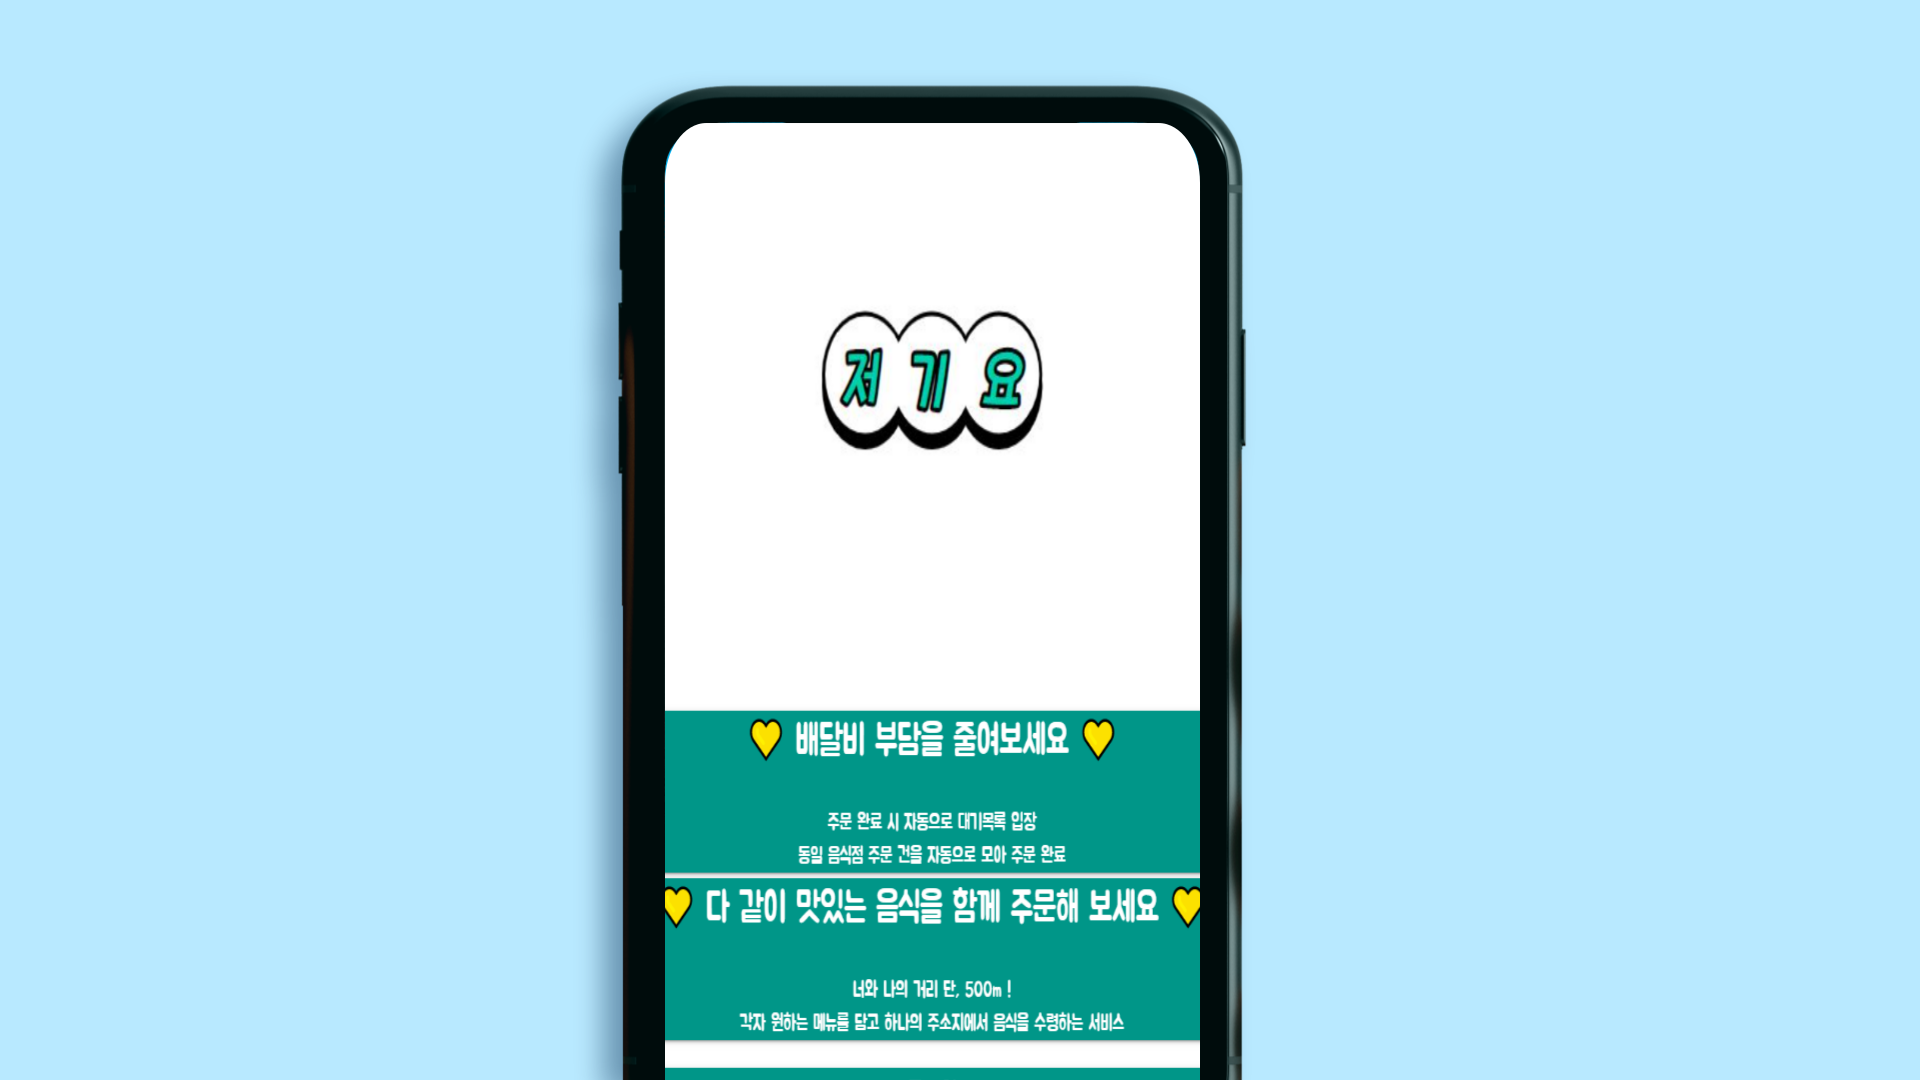 저기요
배달비 부담을 줄여보세요
주문 완료 시 자동으로 대기목록 입장
동일 음식점 주문 건을 자동으로 모아 주문 완료
다 같이 맛있는 음식을 함께 주문해 보세요
너와 나의 거리 단, 500m !
각자 원하는 메뉴를 담고 하나의 주소지에서 음식을 수령하는 서비스